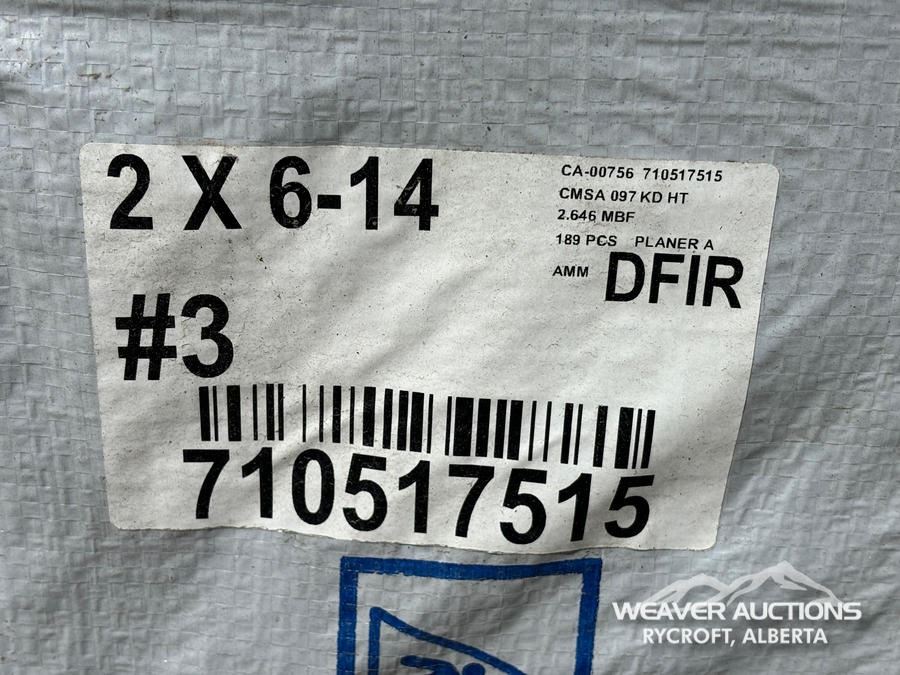 2 X 6-14
CA-00756 710517515
CMSA 097 KD HT
2.646 MBF
189 PCS PLANER A
AMM DFIR
#3
710517515
WEAVER AUCTIONS
RYCROFT, ALBERTA